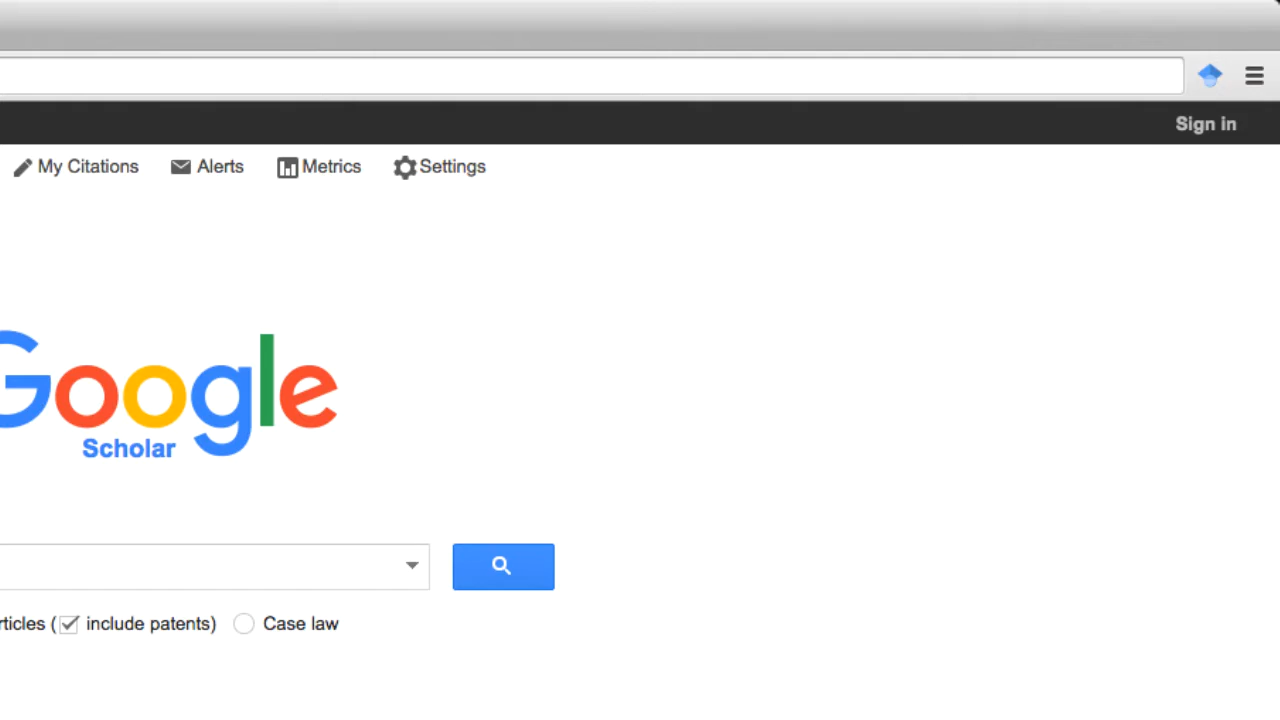 Sign in
My Citations Alerts Metrics Settings
Google
Scholar
rticles (include patents) Case law